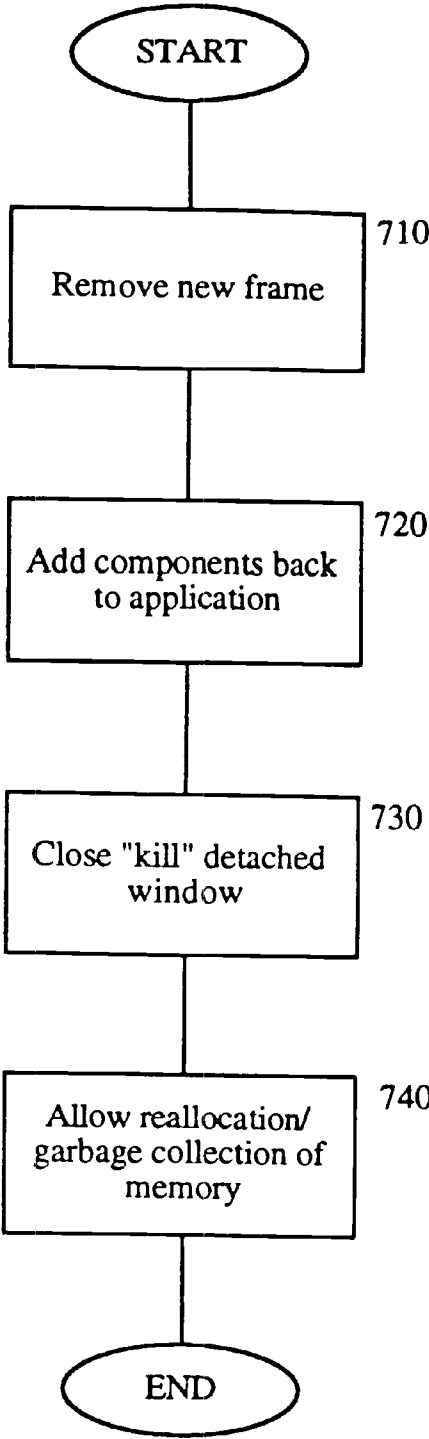 START
710
Remove new frame
720
Add components back
to application
730
Close "kill" detached
window
740
Allow reallocation/
garbage collection of
memory
END